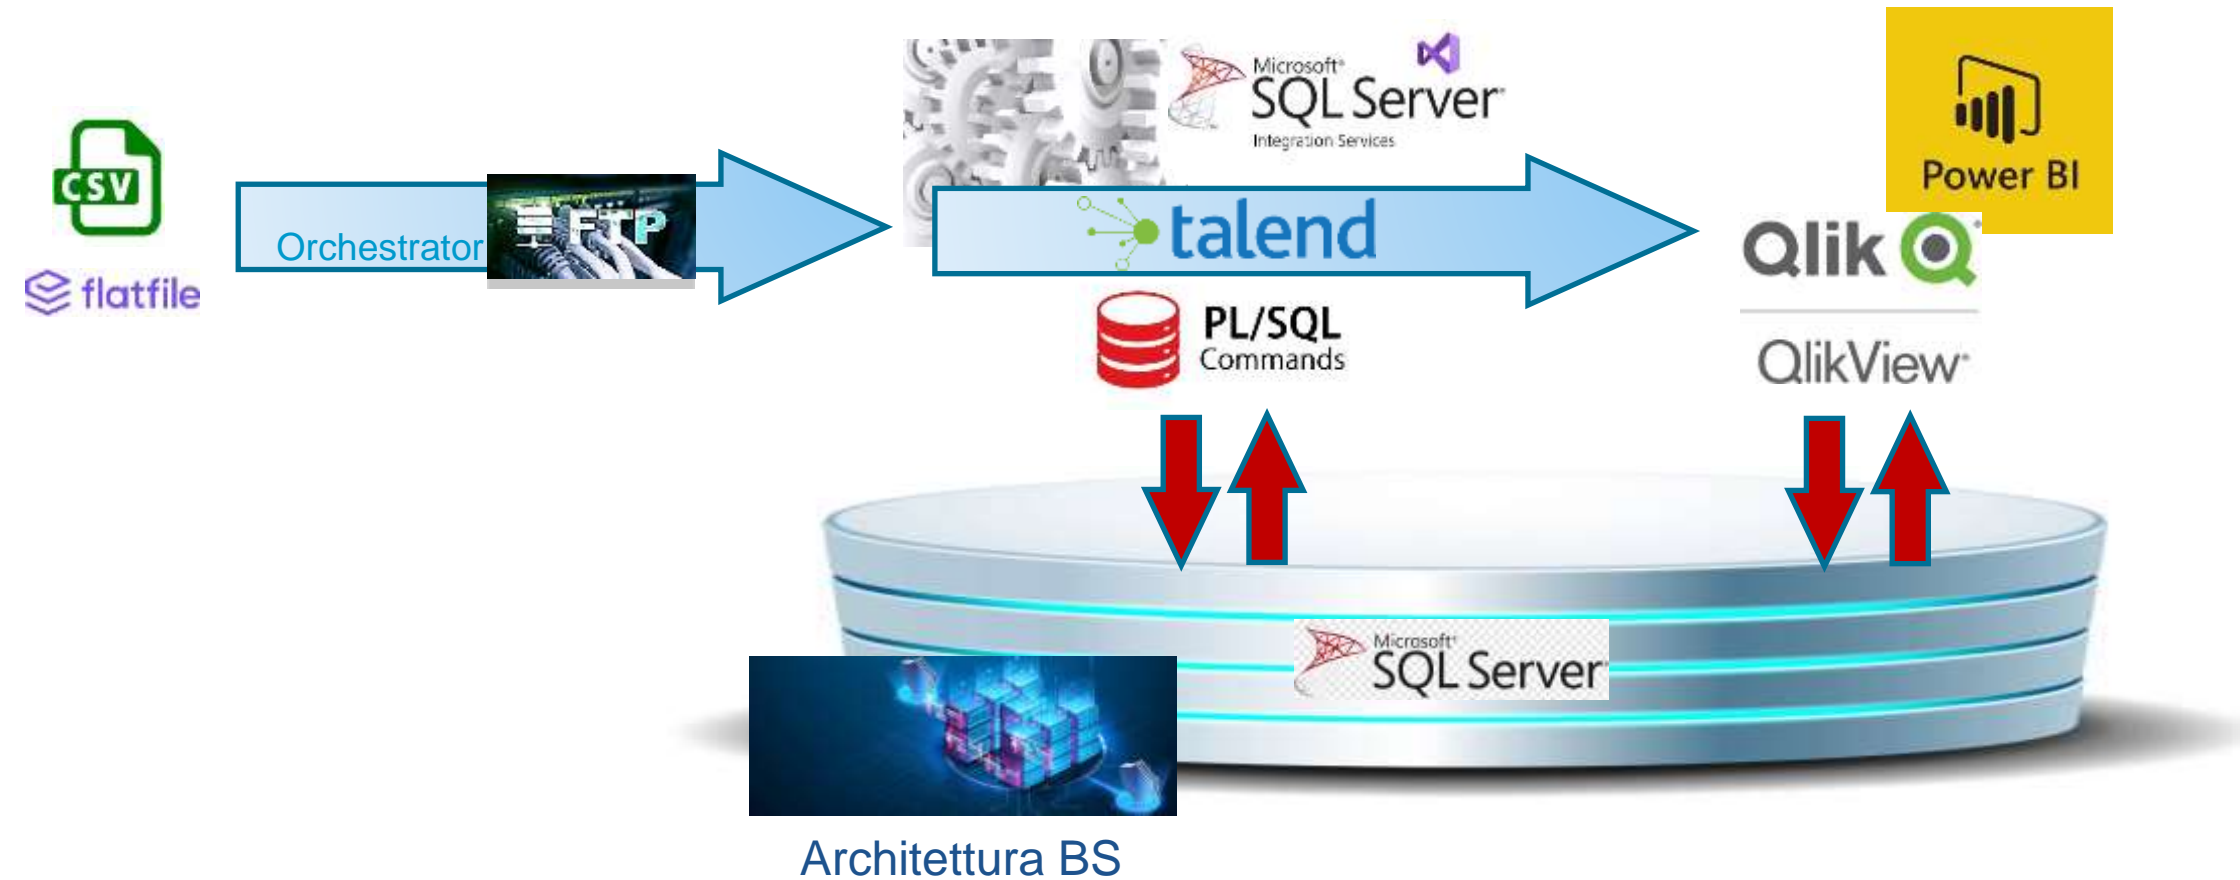 CSV
flatfile
Orchestrator
FTP
Microsoft®
SQL Server®
Integration Services
talend
PL/SQL
Commands
Power BI
Qlik
QlikView®
Microsoft®
SQL Server
Architettura BS